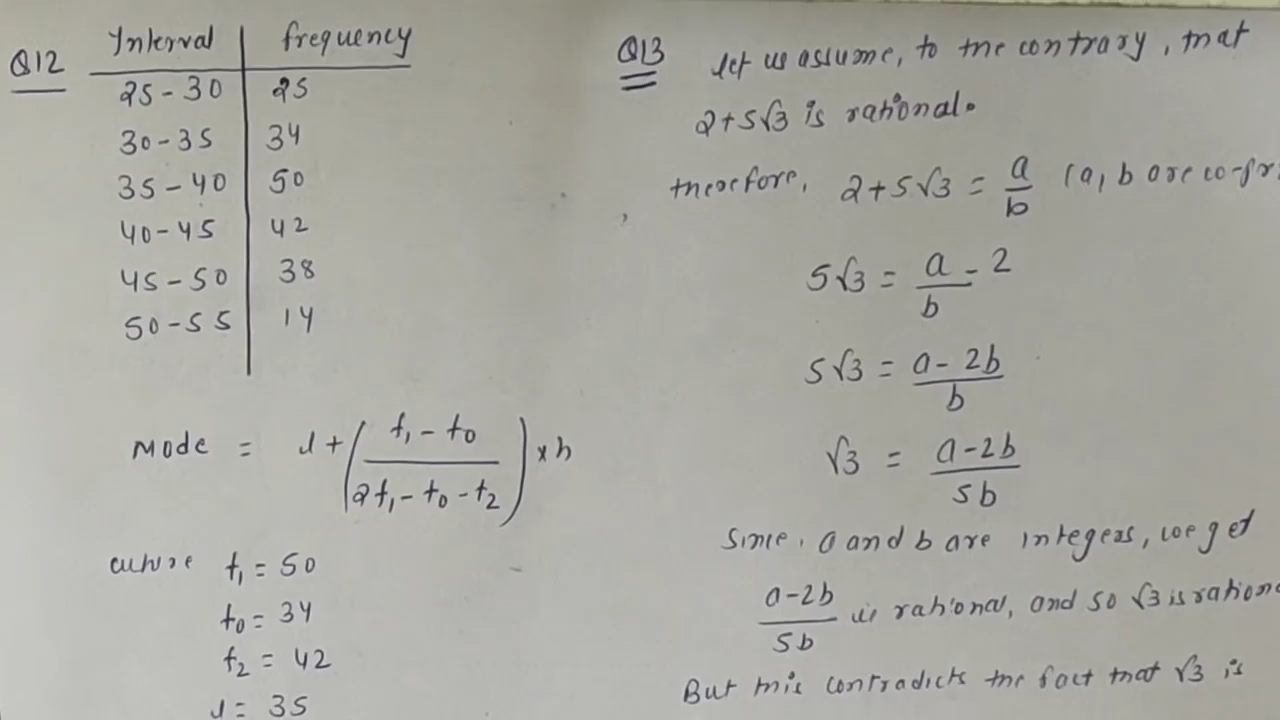 Q12
Interval | frequency
25-30 | 25
30-35 | 34
35-40 | 50
40-45 | 42
45-50 | 38
50-55 | 14
Mode = l + ( f₁ - f₀ / 2f₁ - f₀ - f₂ ) × h
where f₁ = 50
f₀ = 34
f₂ = 42
l = 35
Q13 let us assume, to the contrary, that
2+5√3 is rational.
therefore, 2+5√3 = a/b (a, b are co-pr
5√3 = a/b - 2
5√3 = a-2b/b
√3 = a-2b/5b
Since, a and b are integers, we get
a-2b/5b is rational, and so √3 is rationa
But this contradicts the fact that √3 is